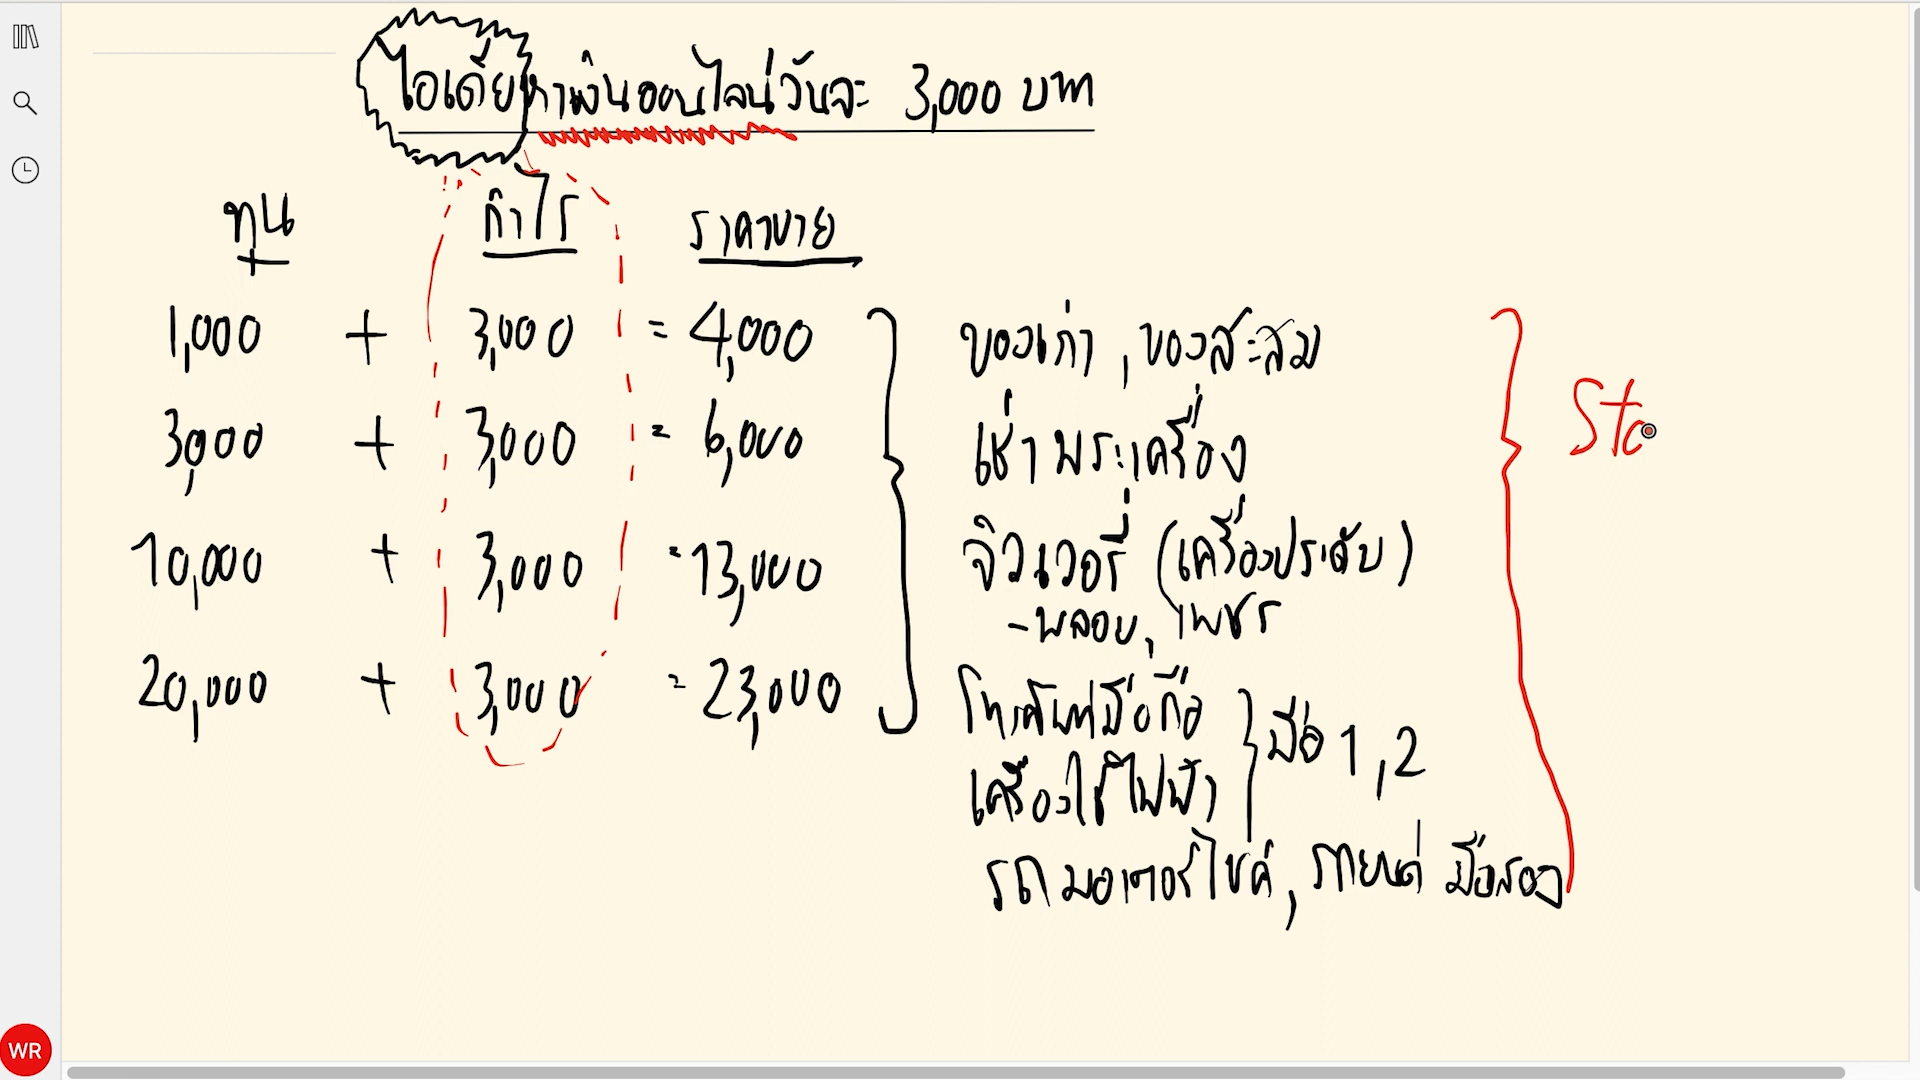 ไอเดียทำเงินออนไลน์วันละ 3,000 บาท
ทุน กำไร ราคาขาย
1,000 + 3,000 = 4,000
3,000 + 3,000 = 6,000
10,000 + 3,000 = 13,000
20,000 + 3,000 = 23,000
ของเก่า, ของสะสม
เช่าพระเครื่อง
จิวเวอรี่ (เครื่องประดับ)
- พลอย, เพชร
โทรศัพท์มือถือ
เครื่องใช้ไฟฟ้า
มือ 1, 2
รถมอเตอร์ไซค์, รถยนต์ มือสอง
Sto
WR